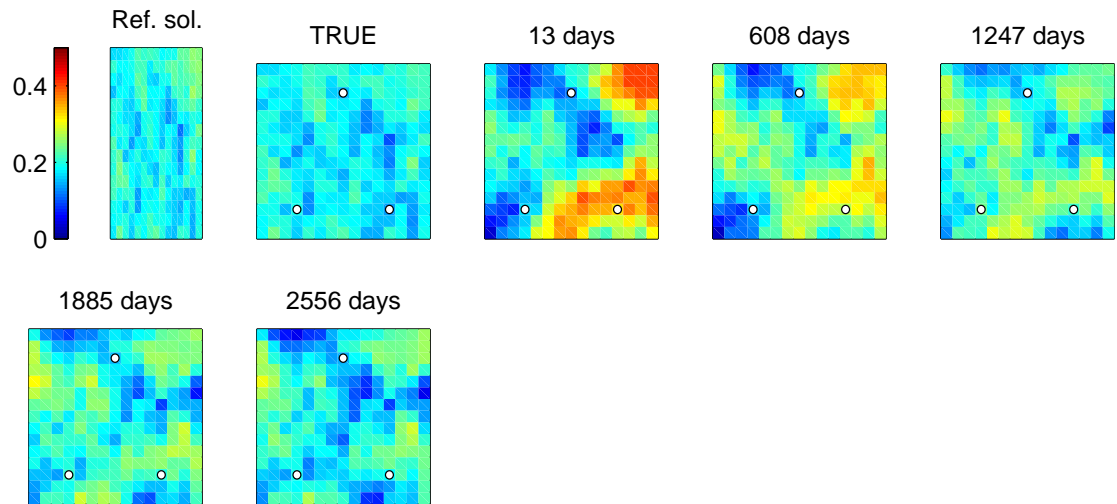 Ref. sol.
TRUE
13 days
608 days
1247 days
0.4
0.2
0
1885 days
2556 days